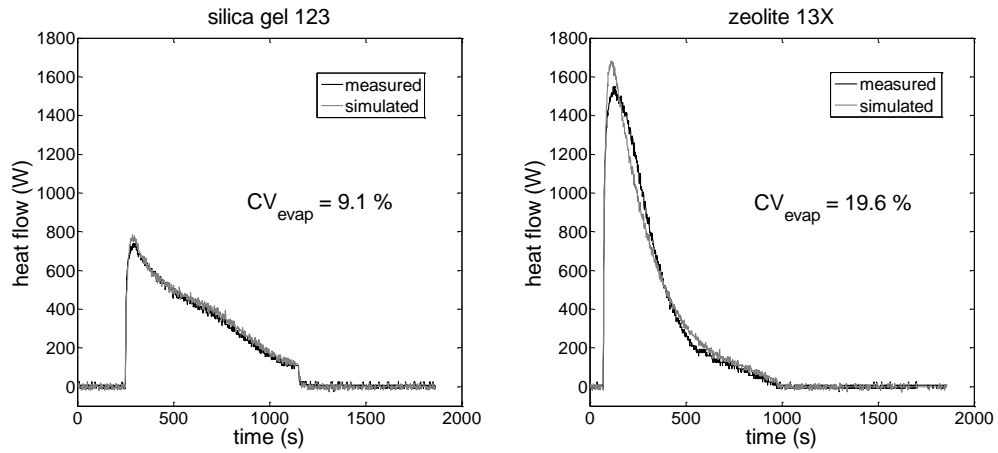 silica gel 123
1800
1600
1400
1200
1000
800
600
400
200
0
heat flow (W)
measured
simulated
CVevap = 9.1 %
0 500 1000 1500 2000
time (s)
zeolite 13X
1800
1600
1400
1200
1000
800
600
400
200
0
heat flow (W)
measured
simulated
CVevap = 19.6 %
0 500 1000 1500 2000
time (s)